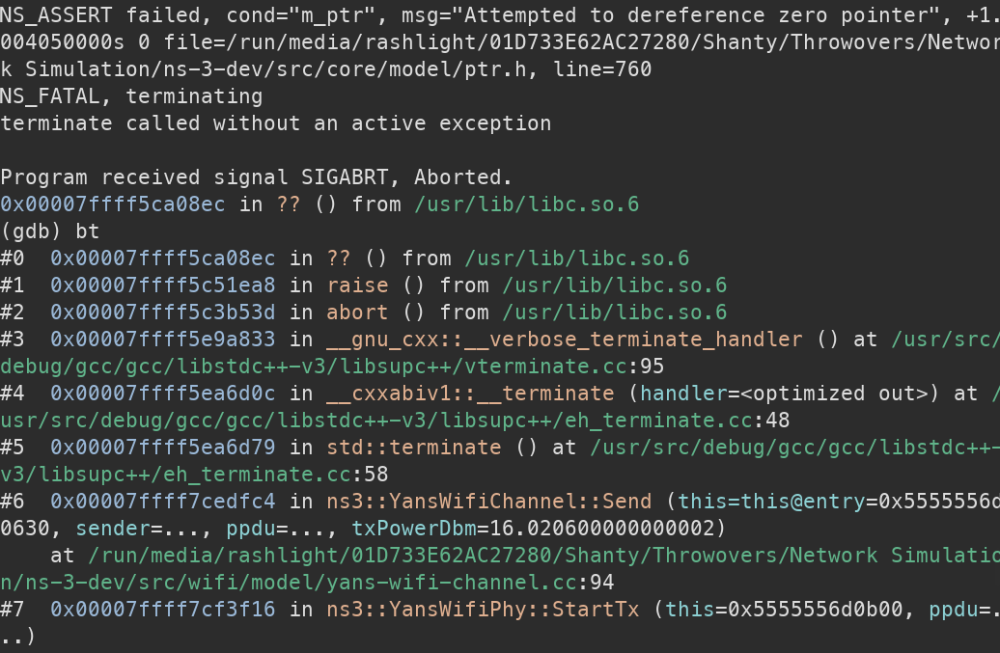 NS_ASSERT failed, cond="m_ptr", msg="Attempted to dereference zero pointer", +1.
004050000s 0 file=/run/media/rashlight/01D733E62AC27280/Shanty/Throwovers/Networ
k Simulation/ns-3-dev/src/core/model/ptr.h, line=760
NS_FATAL, terminating
terminate called without an active exception
Program received signal SIGABRT, Aborted.
0x00007ffff5ca08ec in ?? () from /usr/lib/libc.so.6
(gdb) bt
#0  0x00007ffff5ca08ec in ?? () from /usr/lib/libc.so.6
#1  0x00007ffff5c51ea8 in raise () from /usr/lib/libc.so.6
#2  0x00007ffff5c3b53d in abort () from /usr/lib/libc.so.6
#3  0x00007ffff5e9a833 in __gnu_cxx::__verbose_terminate_handler () at /usr/src/
debug/gcc/gcc/libstdc++-v3/libsupc++/vterminate.cc:95
#4  0x00007ffff5ea6d0c in __cxxabiv1::__terminate (handler=<optimized out>) at /
usr/src/debug/gcc/gcc/libstdc++-v3/libsupc++/eh_terminate.cc:48
#5  0x00007ffff5ea6d79 in std::terminate () at /usr/src/debug/gcc/gcc/libstdc++-
v3/libsupc++/eh_terminate.cc:58
#6  0x00007ffff7cedfc4 in ns3::YansWifiChannel::Send (this=this@entry=0x5555556d
0630, sender=..., ppdu=..., txPowerDbm=16.020600000000002)
    at /run/media/rashlight/01D733E62AC27280/Shanty/Throwovers/Network Simulatio
n/ns-3-dev/src/wifi/model/yans-wifi-channel.cc:94
#7  0x00007ffff7cf3f16 in ns3::YansWifiPhy::StartTx (this=0x5555556d0b00, ppdu=.
..)